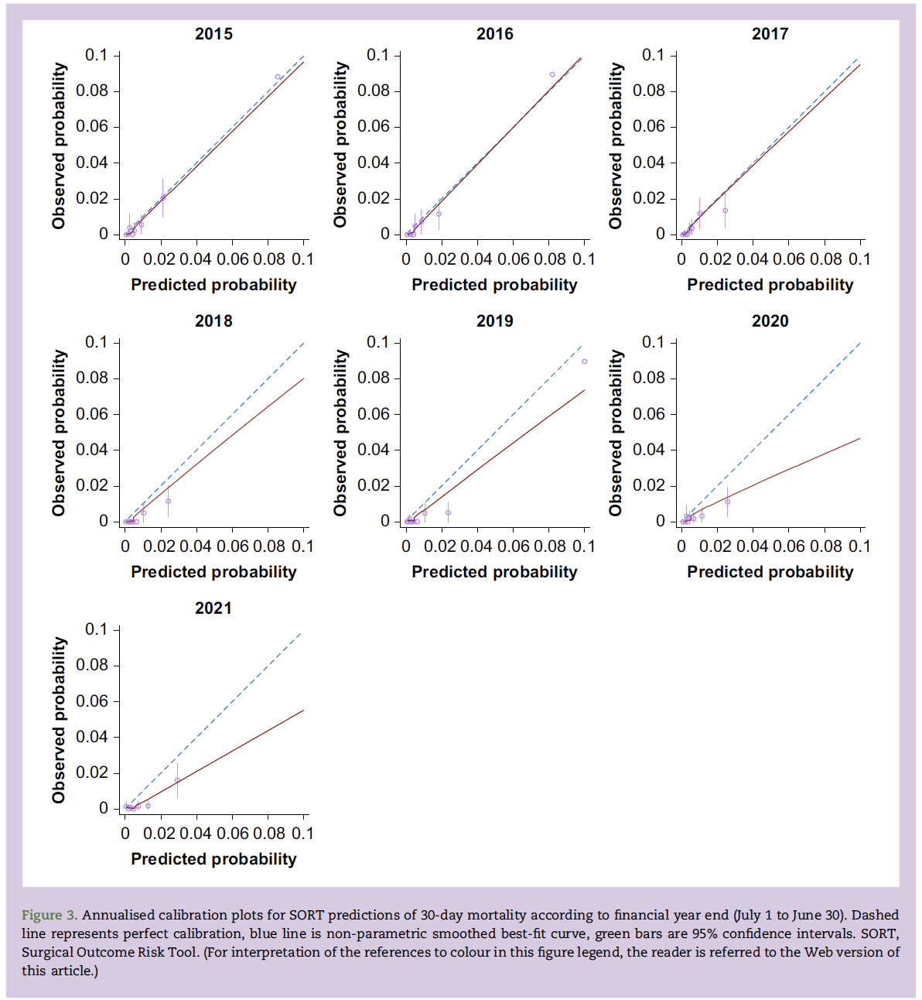 2015
2016
2017
0.1
0.08
0.06
0.04
0.02
0
Observed probability
0 0.02 0.04 0.06 0.08 0.1
Predicted probability
0.1
0.08
0.06
0.04
0.02
0
Observed probability
0 0.02 0.04 0.06 0.08 0.1
Predicted probability
0.1
0.08
0.06
0.04
0.02
0
Observed probability
0 0.02 0.04 0.06 0.08 0.1
Predicted probability
2018
2019
2020
0.1
0.08
0.06
0.04
0.02
0
Observed probability
0 0.02 0.04 0.06 0.08 0.1
Predicted probability
0.1
0.08
0.06
0.04
0.02
0
Observed probability
0 0.02 0.04 0.06 0.08 0.1
Predicted probability
0.1
0.08
0.06
0.04
0.02
0
Observed probability
0 0.02 0.04 0.06 0.08 0.1
Predicted probability
2021
0.1
0.08
0.06
0.04
0.02
0
Observed probability
0 0.02 0.04 0.06 0.08 0.1
Predicted probability
Figure 3. Annualised calibration plots for SORT predictions of 30-day mortality according to financial year end (July 1 to June 30). Dashed
line represents perfect calibration, blue line is non-parametric smoothed best-fit curve, green bars are 95% confidence intervals. SORT,
Surgical Outcome Risk Tool. (For interpretation of the references to colour in this figure legend, the reader is referred to the Web version of
this article.)